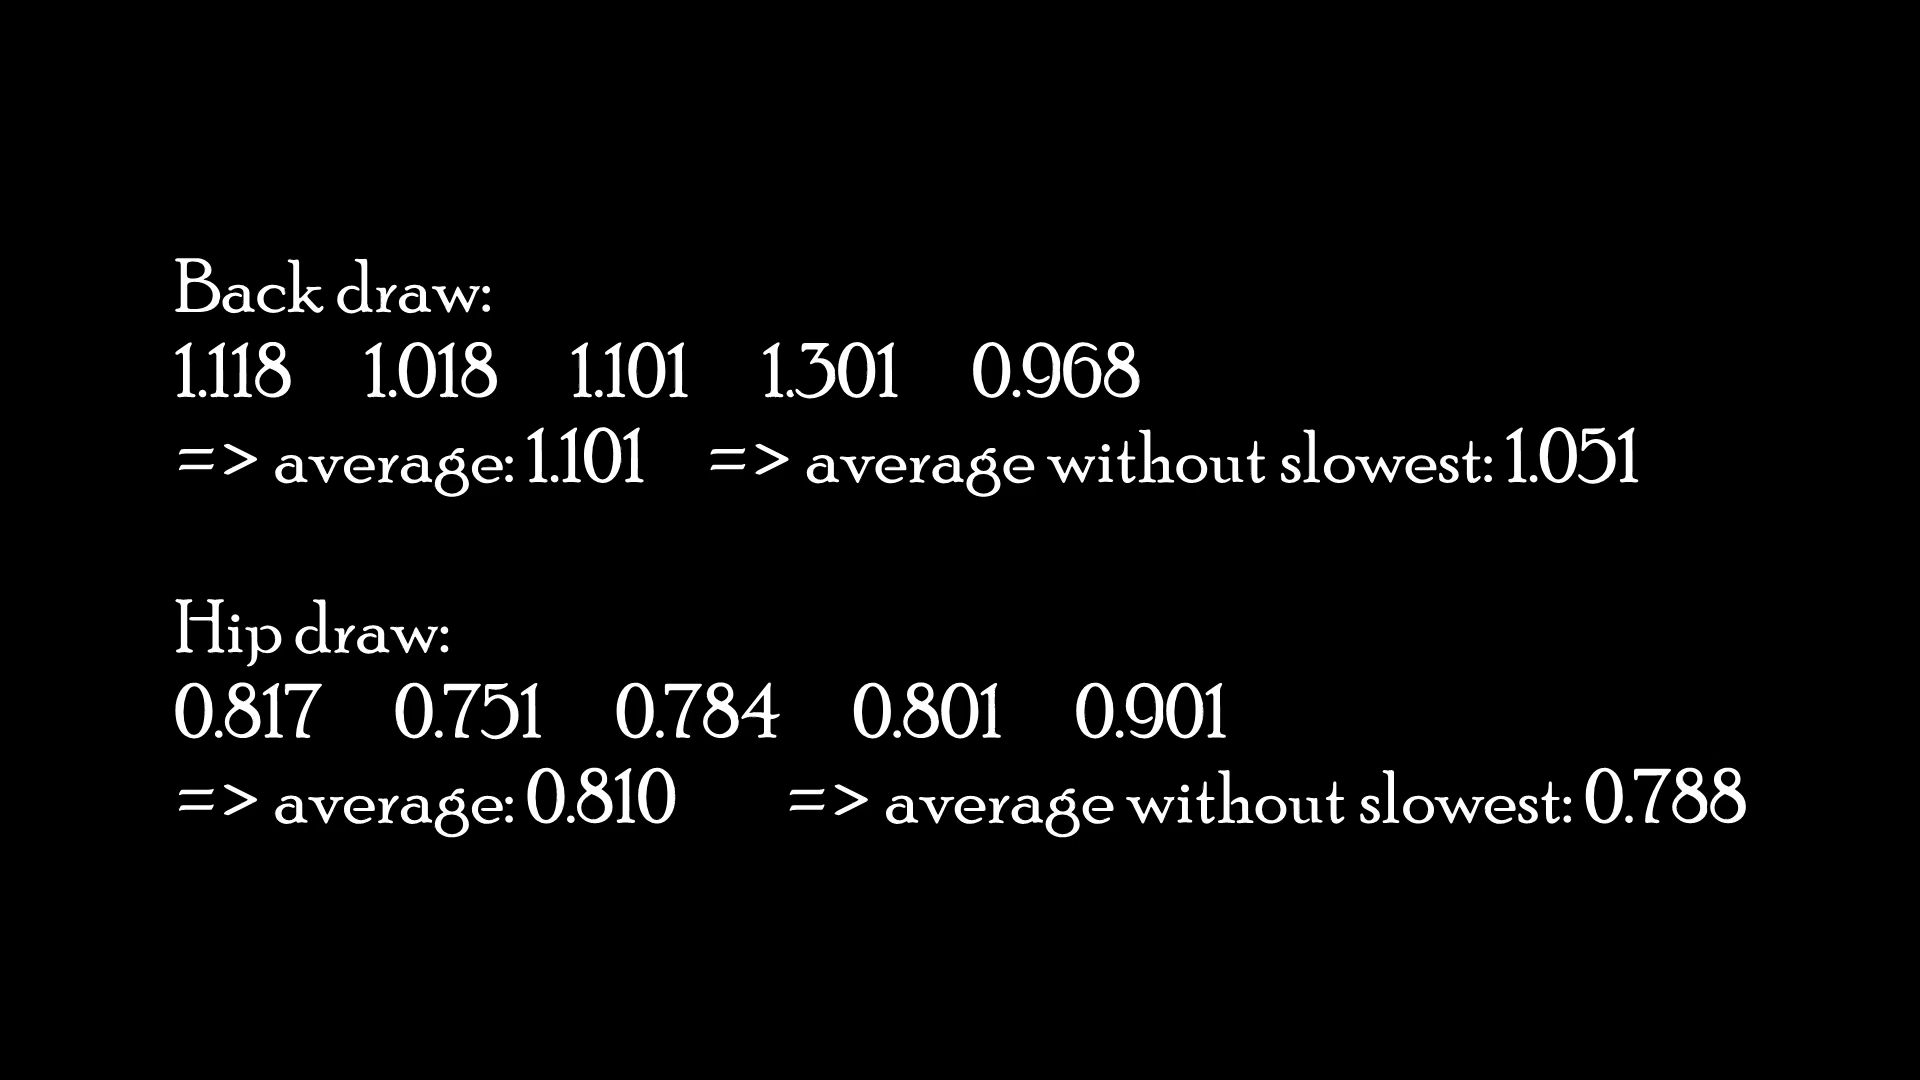 Back draw:
1.118 1.018 1.101 1.301 0.968
=> average: 1.101 => average without slowest: 1.051
Hip draw:
0.817 0.751 0.784 0.801 0.901
=> average: 0.810 => average without slowest: 0.788